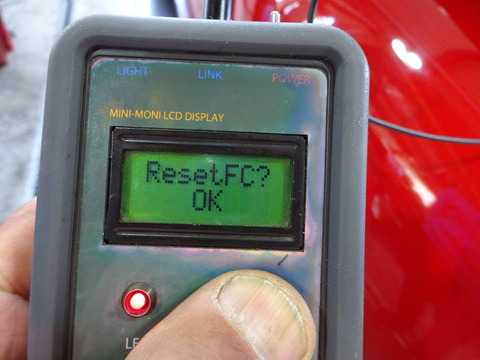 LIGHT LINK POWER
MINI-MONI LCD DISPLAY
ResetFC?
OK